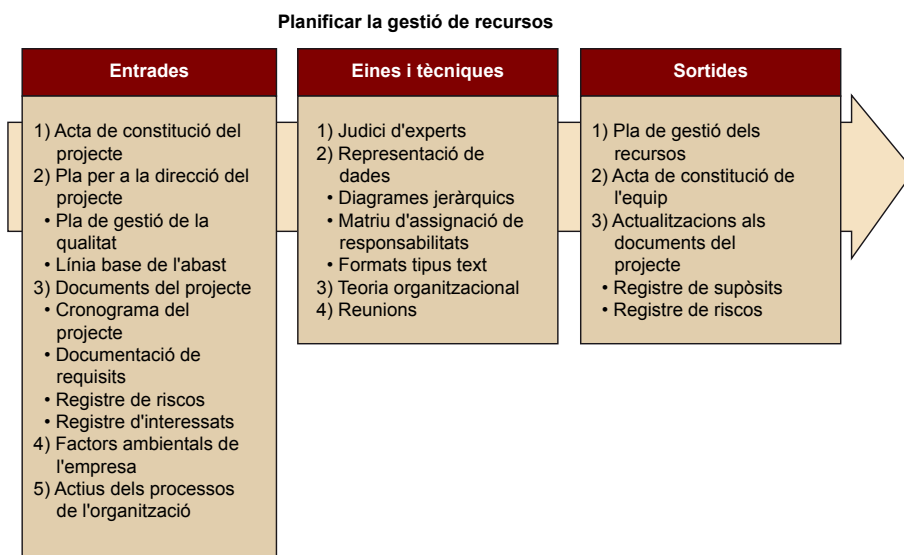 Planificar la gestió de recursos
Entrades
1) Acta de constitució del
projecte
2) Pla per a la direcció del
projecte
• Pla de gestió de la
qualitat
• Línia base de l'abast
3) Documents del projecte
• Cronograma del
projecte
• Documentació de
requisits
• Registre de riscos
• Registre d'interessats
4) Factors ambientals de
l'empresa
5) Actius dels processos
de l'organització
Eines i tècniques
1) Judici d'experts
2) Representació de
dades
• Diagrames jeràrquics
• Matriu d'assignació de
responsabilitats
• Formats tipus text
3) Teoria organitzacional
4) Reunions
Sortides
1) Pla de gestió dels
recursos
2) Acta de constitució de
l'equip
3) Actualitzacions als
documents del
projecte
• Registre de supòsits
• Registre de riscos